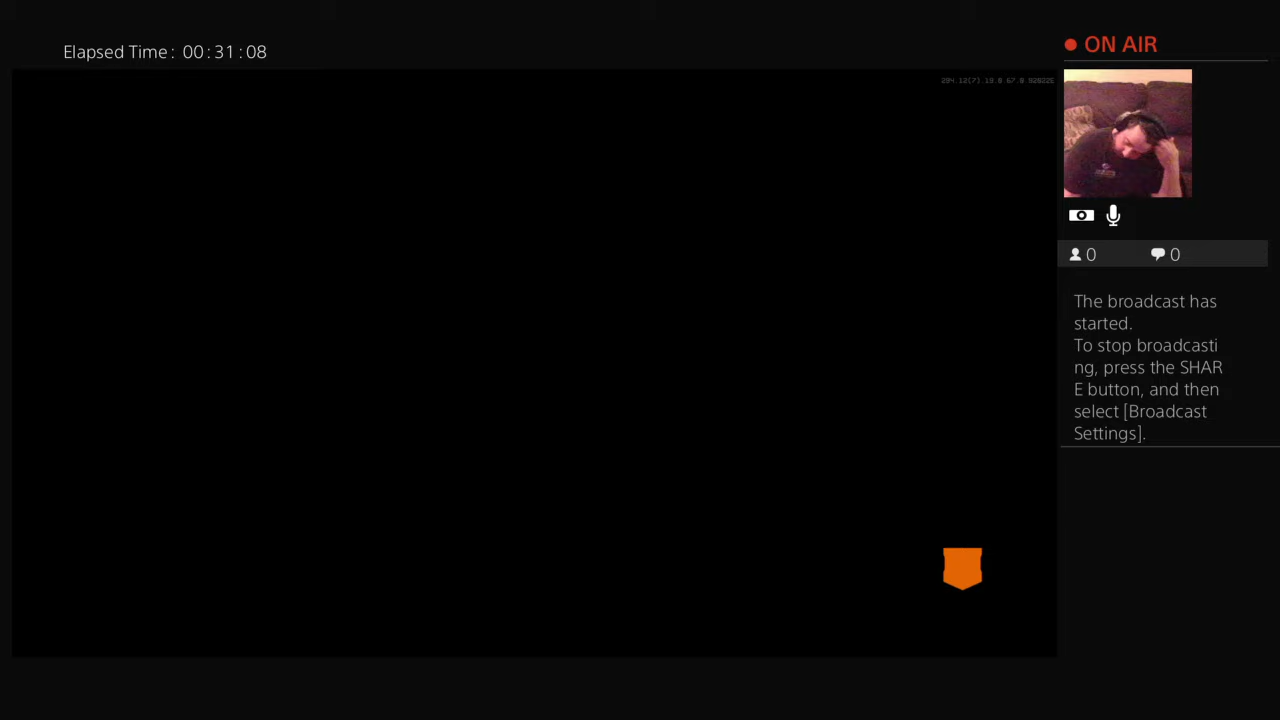 Elapsed Time: 00:31:08
ON AIR
0 0
The broadcast has
started.
To stop broadcasti
ng, press the SHAR
E button, and then
select [Broadcast
Settings].